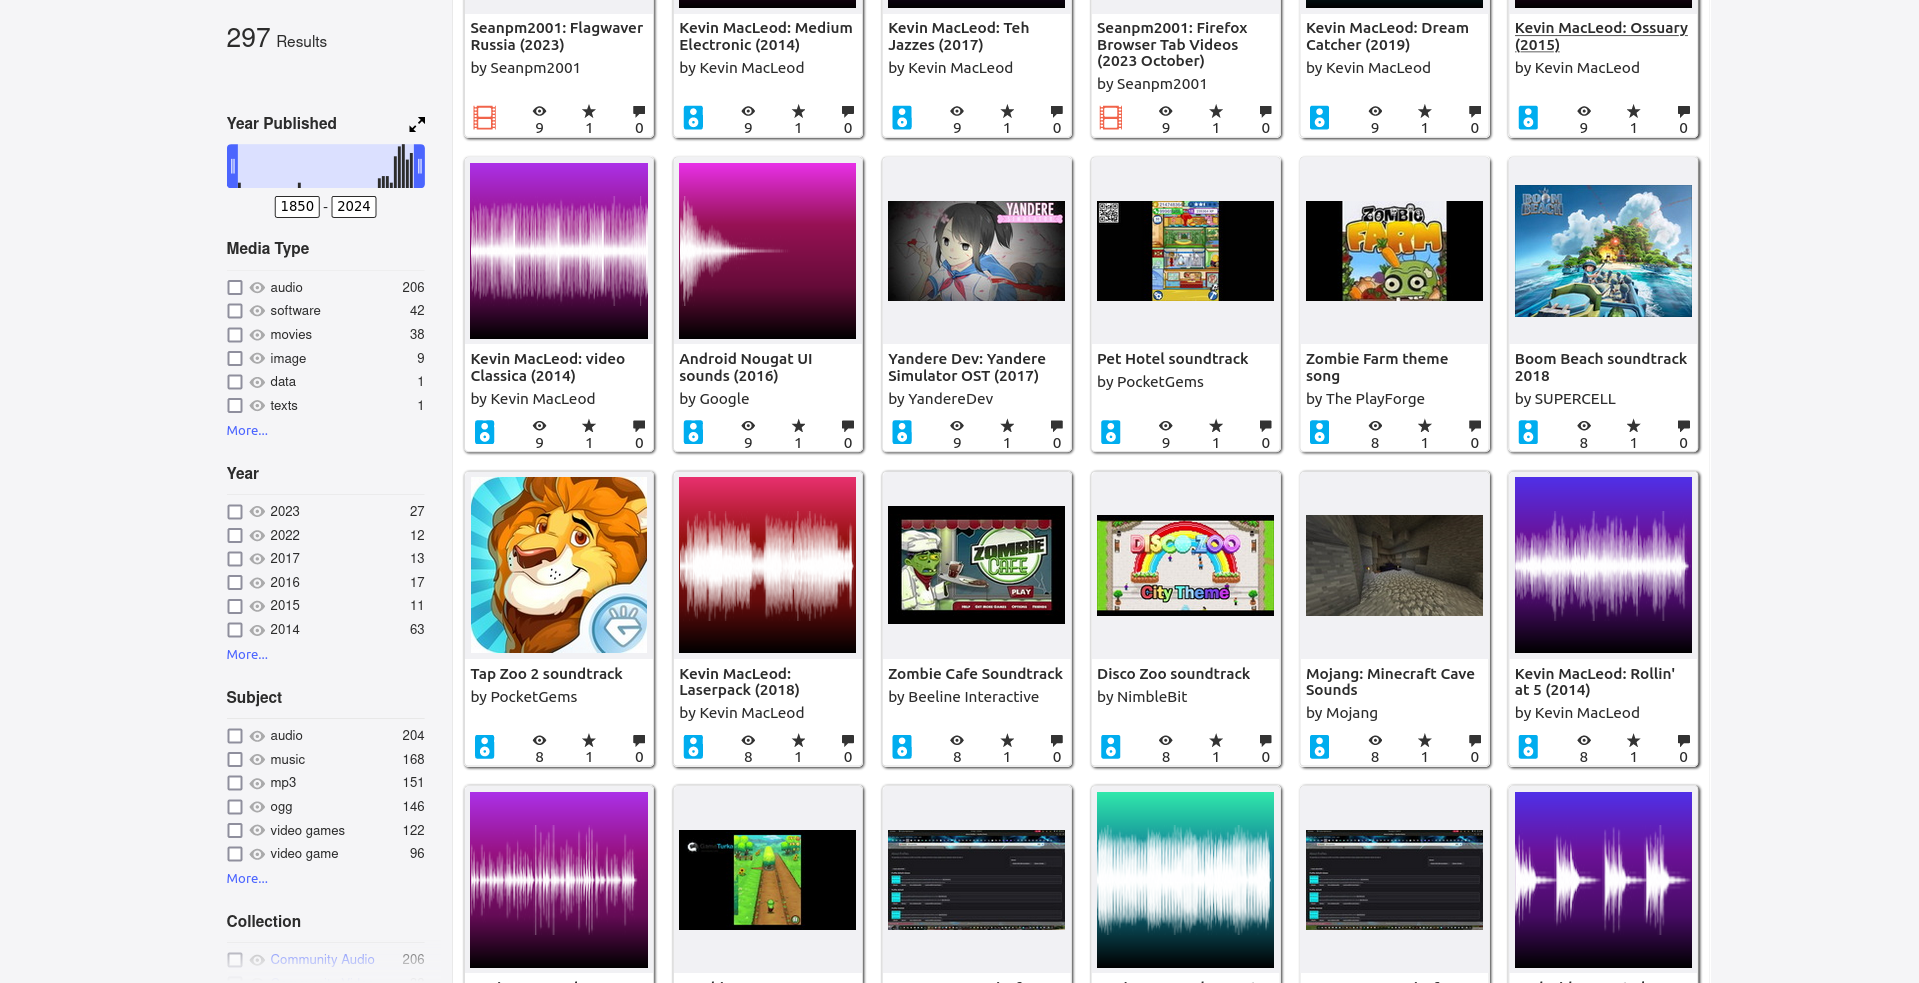 297 Results
Year Published
1850 - 2024
Media Type
audio 206
software 42
movies 38
image 9
data 1
texts 1
More...
Year
2023 27
2022 12
2017 13
2016 17
2015 11
2014 63
More...
Subject
audio 204
music 168
mp3 151
ogg 146
video games 122
video game 96
More...
Collection
Community Audio 206
Seanpm2001: Flagwaver
Russia (2023)
by Seanpm2001
9 1 0
Kevin MacLeod: Medium
Electronic (2014)
by Kevin MacLeod
9 1 0
Kevin MacLeod: Teh
Jazzes (2017)
by Kevin MacLeod
9 1 0
Seanpm2001: Firefox
Browser Tab Videos
(2023 October)
by Seanpm2001
9 1 0
Kevin MacLeod: Dream
Catcher (2019)
by Kevin MacLeod
9 1 0
Kevin MacLeod: Ossuary
(2015)
by Kevin MacLeod
9 1 0
Kevin MacLeod: video
Classica (2014)
by Kevin MacLeod
9 1 0
Android Nougat UI
sounds (2016)
by Google
9 1 0
YANDERE
Yandere Dev: Yandere
Simulator OST (2017)
by YandereDev
9 1 0
Pet Hotel soundtrack
by PocketGems
9 1 0
ZOMBIE
FARM
Zombie Farm theme
song
by The PlayForge
8 1 0
BOOM
BEACH
Boom Beach soundtrack
2018
by SUPERCELL
8 1 0
Tap Zoo 2 soundtrack
by PocketGems
8 1 0
Kevin MacLeod:
Laserpack (2018)
by Kevin MacLeod
8 1 0
ZOMBIE
CAFE
PLAY
HELP GET MORE GAMES OPTIONS FRIENDS
Zombie Cafe Soundtrack
by Beeline Interactive
8 1 0
DISCO ZOO
City Theme
Disco Zoo soundtrack
by NimbleBit
8 1 0
Mojang: Minecraft Cave
Sounds
by Mojang
8 1 0
Kevin MacLeod: Rollin'
at 5 (2014)
by Kevin MacLeod
8 1 0